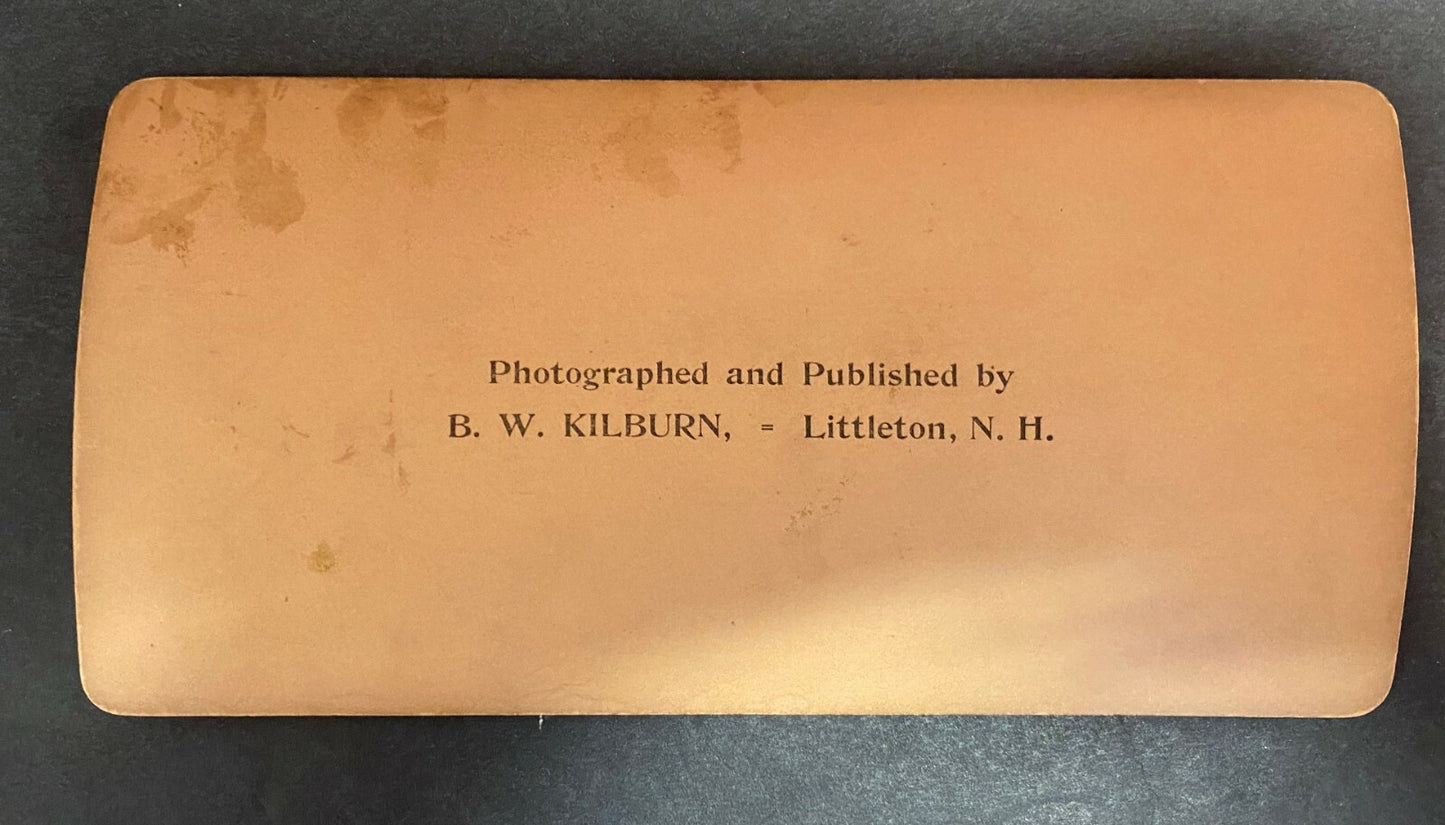 Photographed and Published by
B. W. KILBURN, = Littleton, N. H.